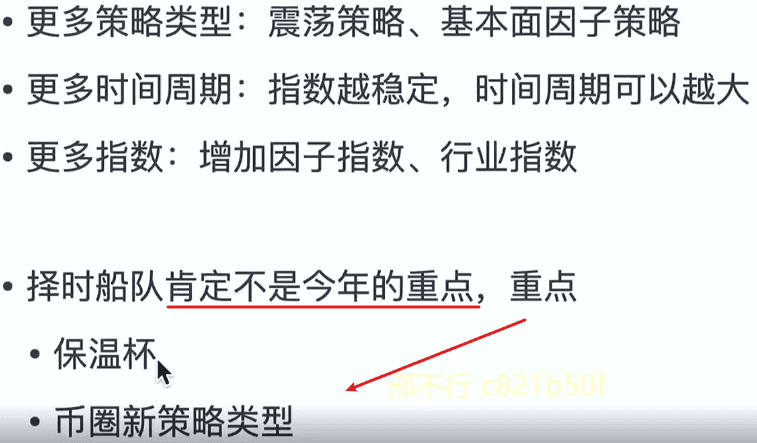 • 更多策略类型：震荡策略、基本面因子策略
• 更多时间周期：指数越稳定，时间周期可以越大
• 更多指数：增加因子指数、行业指数
• 择时船队肯定不是今年的重点，重点
• 保温杯
邢不行 c821b50f
• 币圈新策略类型